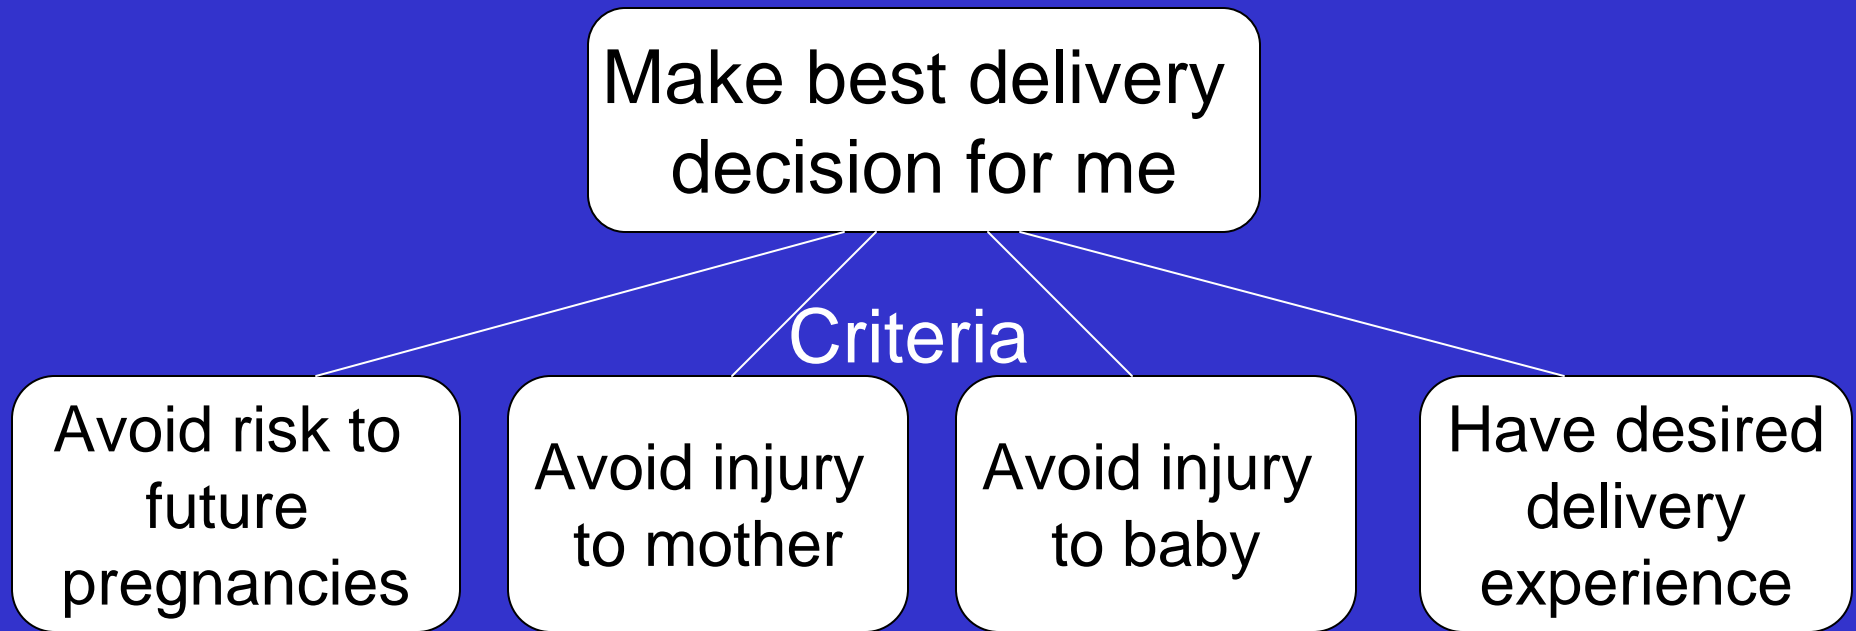 Make best delivery
decision for me
Criteria
Avoid risk to
future
pregnancies
Avoid injury
to mother
Avoid injury
to baby
Have desired
delivery
experience